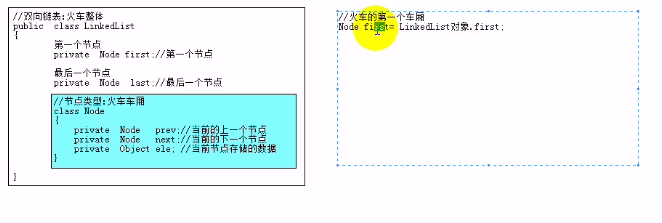 //双向链表:火车整体
public class LinkedList
{
第一个节点
private Node first;//第一个节点
最后一个节点
private Node last;//最后一个节点
//节点类型:火车车厢
class Node
{
private Node prev;//当前的上一个节点
private Node next;//当前的下一个节点
private Object ele; //当前节点存储的数据
}
}
//火车的第一个车厢
Node first= LinkedList对象.first;